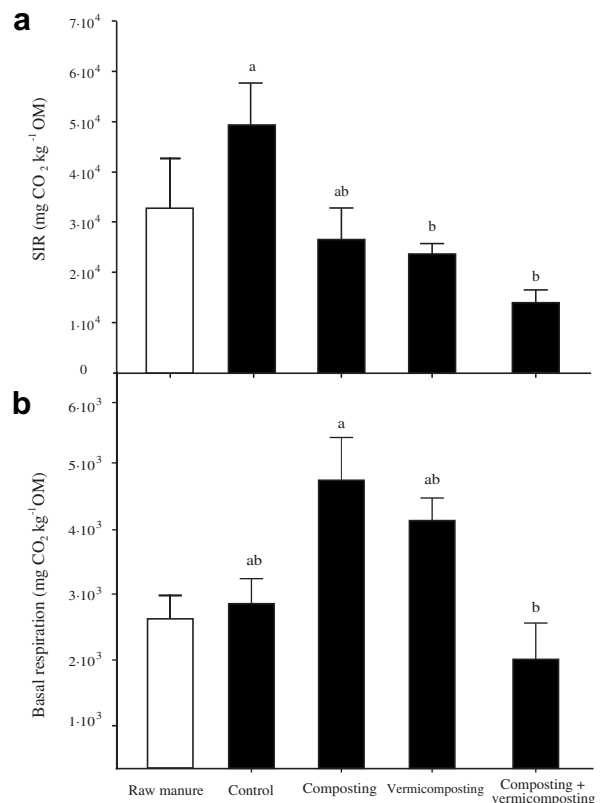 a
7·10⁴
6·10⁴
5·10⁴
4·10⁴
3·10⁴
2·10⁴
1·10⁴
0
SIR (mg CO₂ kg⁻¹ OM)
a
ab
b
b
b
6·10³
5·10³
4·10³
3·10³
2·10³
1·10³
Basal respiration (mg CO₂ kg⁻¹OM)
ab
a
ab
b
Raw manure Control Composting Vermicomposting Composting +
vermicomposting